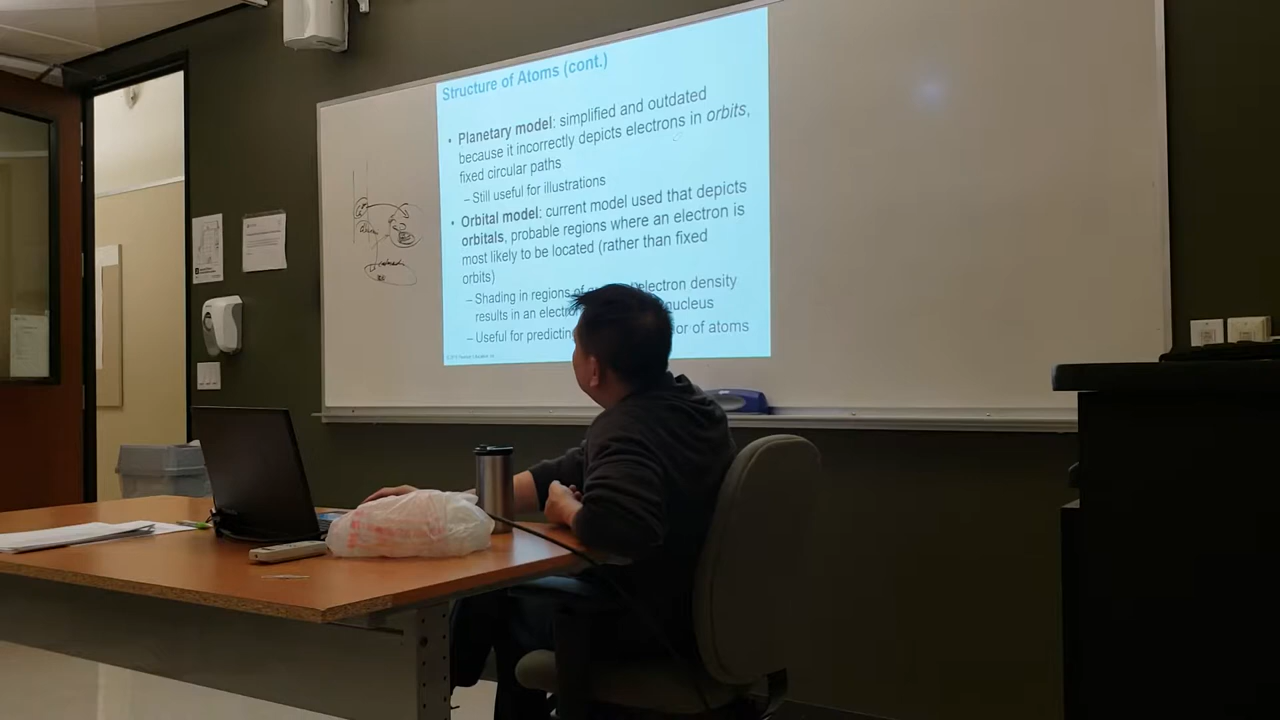 Structure of Atoms (cont.)
• Planetary model: simplified and outdated
because it incorrectly depicts electrons in orbits,
fixed circular paths
– Still useful for illustrations
• Orbital model: current model used that depicts
orbitals, probable regions where an electron is
most likely to be located (rather than fixed
orbits)
– Shading in regions of electron density
results in an nucleus
– Useful for predicting of atoms